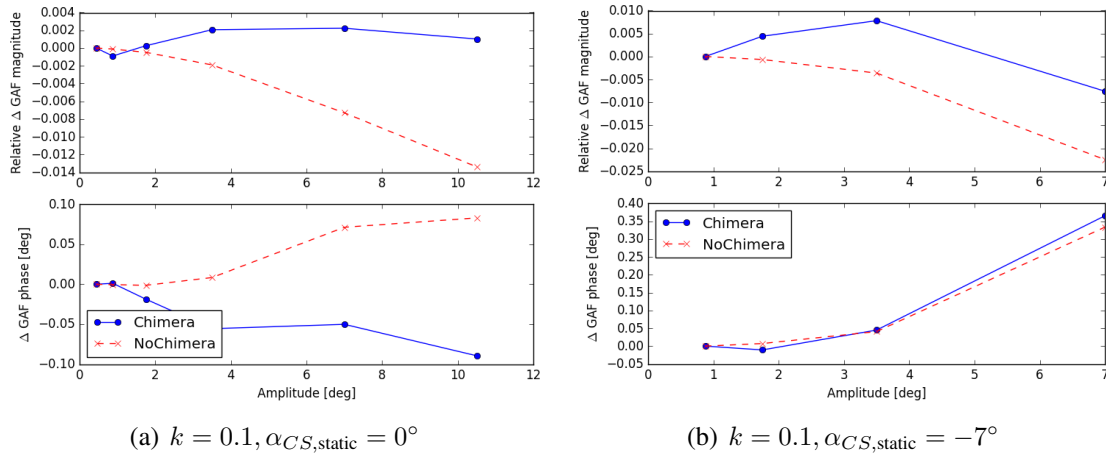 0.004
0.002
0.000
−0.002
−0.004
−0.006
−0.008
−0.010
−0.012
−0.014
Relative Δ GAF magnitude
0 2 4 6 8 10 12
0.10
0.05
0.00
−0.05
−0.10
Δ GAF phase [deg]
Chimera
NoChimera
0 2 4 6 8 10 12
Amplitude [deg]
(a) k = 0.1, α_{CS,static} = 0°
0.010
0.005
0.000
−0.005
−0.010
−0.015
−0.020
−0.025
Relative Δ GAF magnitude
0 1 2 3 4 5 6 7
0.40
0.35
0.30
0.25
0.20
0.15
0.10
0.05
0.00
−0.05
Δ GAF phase [deg]
Chimera
NoChimera
0 1 2 3 4 5 6 7
Amplitude [deg]
(b) k = 0.1, α_{CS,static} = −7°